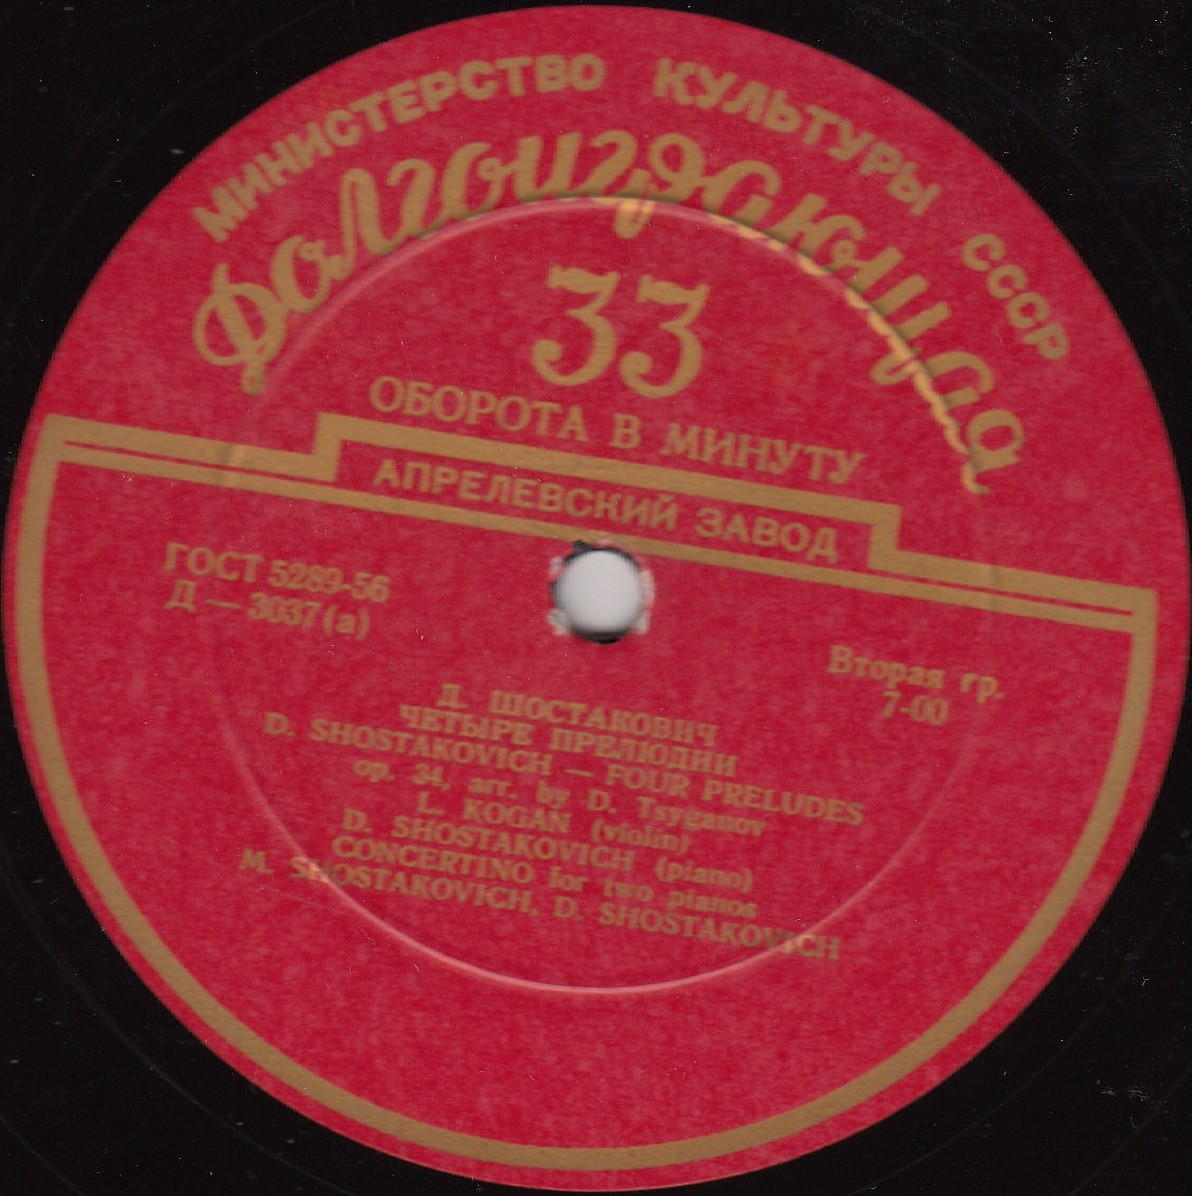 МИНИСТЕРСТВО КУЛЬТУРЫ СССР
Долгоиграющая
33
ОБОРОТА В МИНУТУ
АПРЕЛЕВСКИЙ ЗАВОД
ГОСТ 5289-56
Д — 3037 (а)
Вторая гр.
7-00
Д. ШОСТАКОВИЧ
ЧЕТЫРЕ ПРЕЛЮДИИ
D. SHOSTAKOVICH — FOUR PRELUDES
op. 34, arr. by D. Tsyganov
L. KOGAN (violin)
D. SHOSTAKOVICH (piano)
CONCERTINO for two pianos
M. SHOSTAKOVICH, D. SHOSTAKOVICH